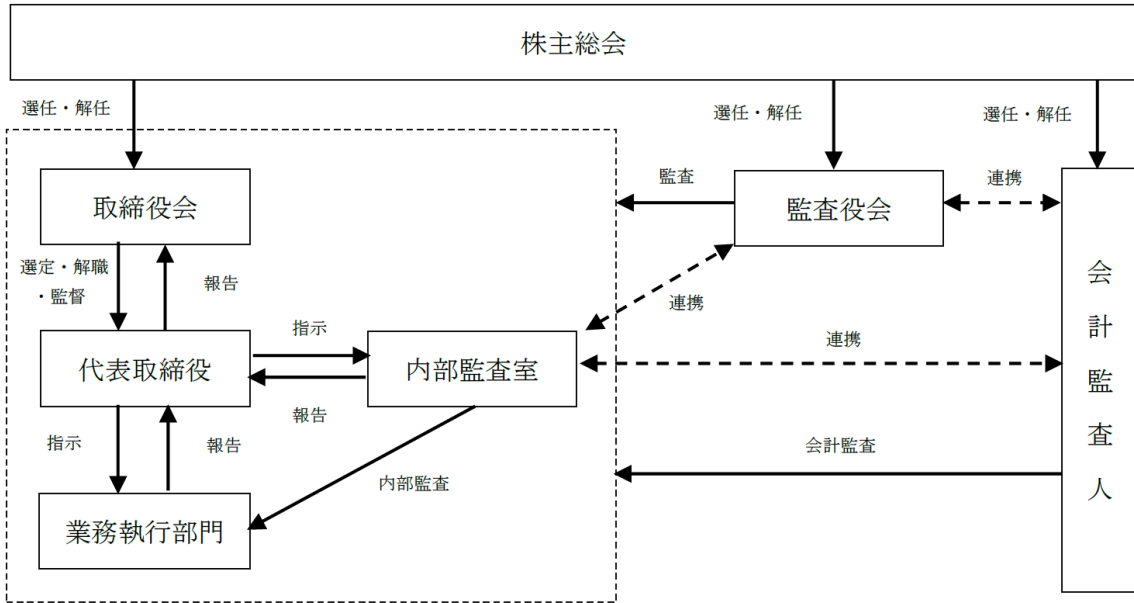 株主総会
選任・解任
選任・解任
選任・解任
取締役会
監査
監査役会
連携
選定・解職
・監督
報告
連携
会計監査人
代表取締役
指示
報告
内部監査室
連携
指示
報告
内部監査
会計監査
業務執行部門